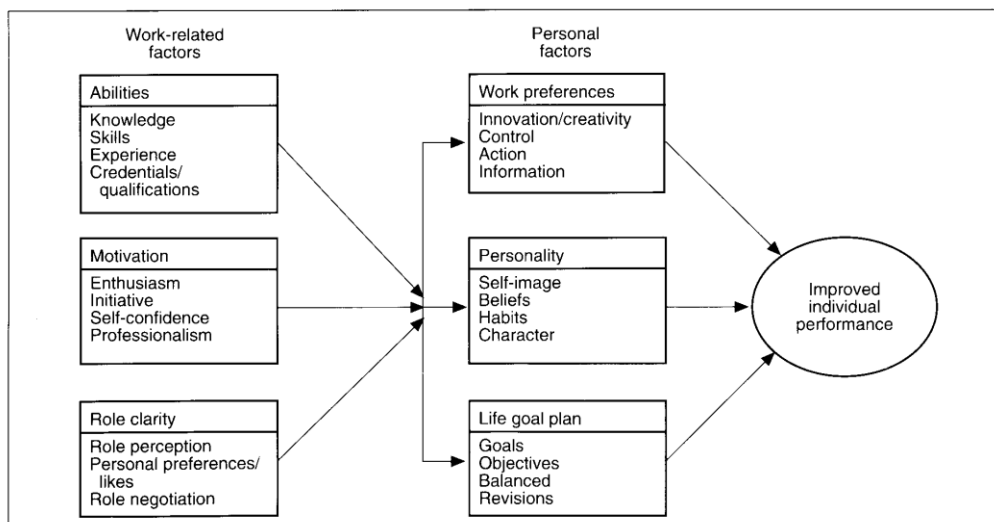 Work-related
factors
Abilities
Knowledge
Skills
Experience
Credentials/
qualifications
Motivation
Enthusiasm
Initiative
Self-confidence
Professionalism
Role clarity
Role perception
Personal preferences/
likes
Role negotiation
Personal
factors
Work preferences
Innovation/creativity
Control
Action
Information
Personality
Self-image
Beliefs
Habits
Character
Life goal plan
Goals
Objectives
Balanced
Revisions
Improved
individual
performance